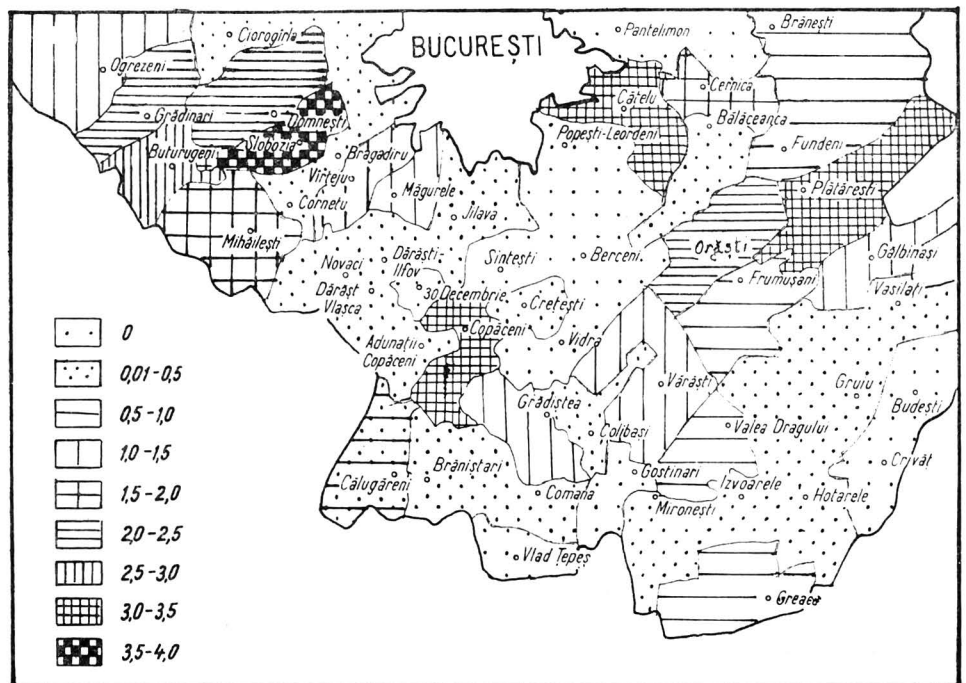 Ciorogîrla
BUCUREȘTI
Pantelimon
Brănești
Ogrezeni
Cernica
Grădinari
Domnești
Cățelu
Bălăceanca
Slobozia
Popești-Leordeni
Fundeni
Buturugeni
Bragadiru
Vîrteju
Plătărești
Măgurele
Cornetu
Jilava
Mihăilești
Orăști
Novaci
Dărăști-
Ilfov
Sintești
Berceni
Gălbinași
Frumușani
Dărășt
Vlașca
30 Decembrie
Crețești
Vasilați
Copăceni
Adunații
Copăceni
Vidra
Vărăști
Gruiu
Budești
Grădiștea
Colibași
Valea Dragului
Crivăț
Brăniștari
Gostinari
Călugăreni
Comana
Izvoarele
Hotarele
Mironești
Vlad Țepeș
Greaca
0
0,01-0,5
0,5-1,0
1,0-1,5
1,5-2,0
2,0-2,5
2,5-3,0
3,0-3,5
3,5-4,0